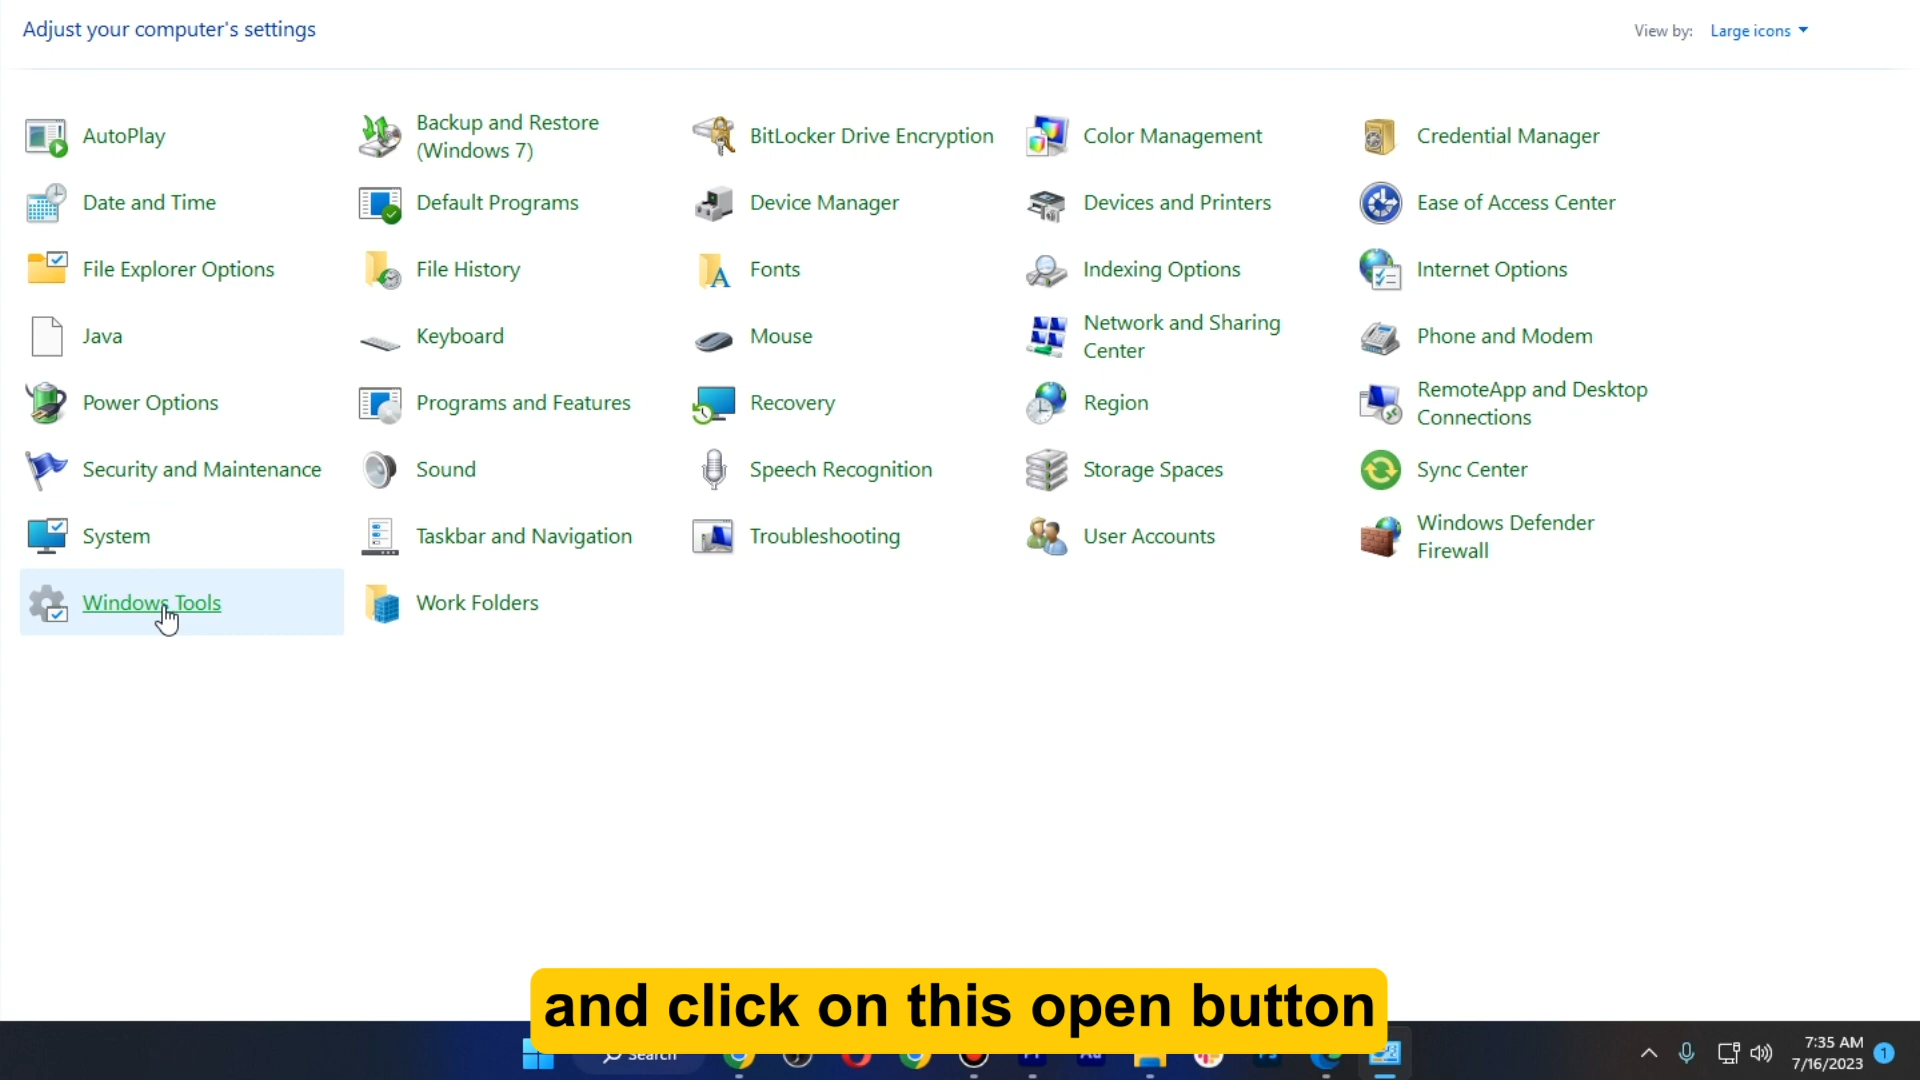 Adjust your computer's settings
View by: Large icons
AutoPlay
Backup and Restore
(Windows 7)
BitLocker Drive Encryption
Color Management
Credential Manager
Date and Time
Default Programs
Device Manager
Devices and Printers
Ease of Access Center
File Explorer Options
File History
Fonts
Indexing Options
Internet Options
Java
Keyboard
Mouse
Network and Sharing
Center
Phone and Modem
Power Options
Programs and Features
Recovery
Region
RemoteApp and Desktop
Connections
Security and Maintenance
Sound
Speech Recognition
Storage Spaces
Sync Center
System
Taskbar and Navigation
Troubleshooting
User Accounts
Windows Defender
Firewall
Windows Tools
Work Folders
and click on this open button
Search
7:35 AM
7/16/2023
1